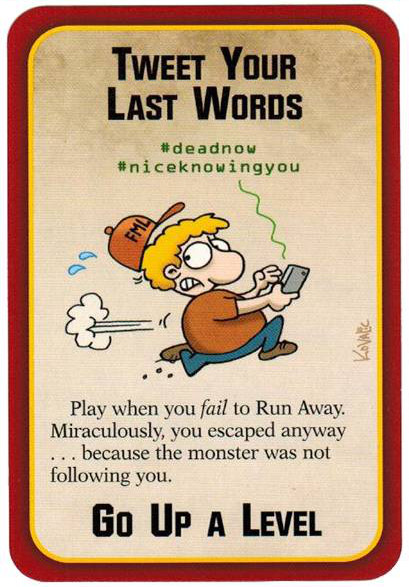 TWEET YOUR
LAST WORDS
#deadnow
#niceknowingyou
FML
KOVALIC
Play when you fail to Run Away.
Miraculously, you escaped anyway
. . . because the monster was not
following you.
GO UP A LEVEL